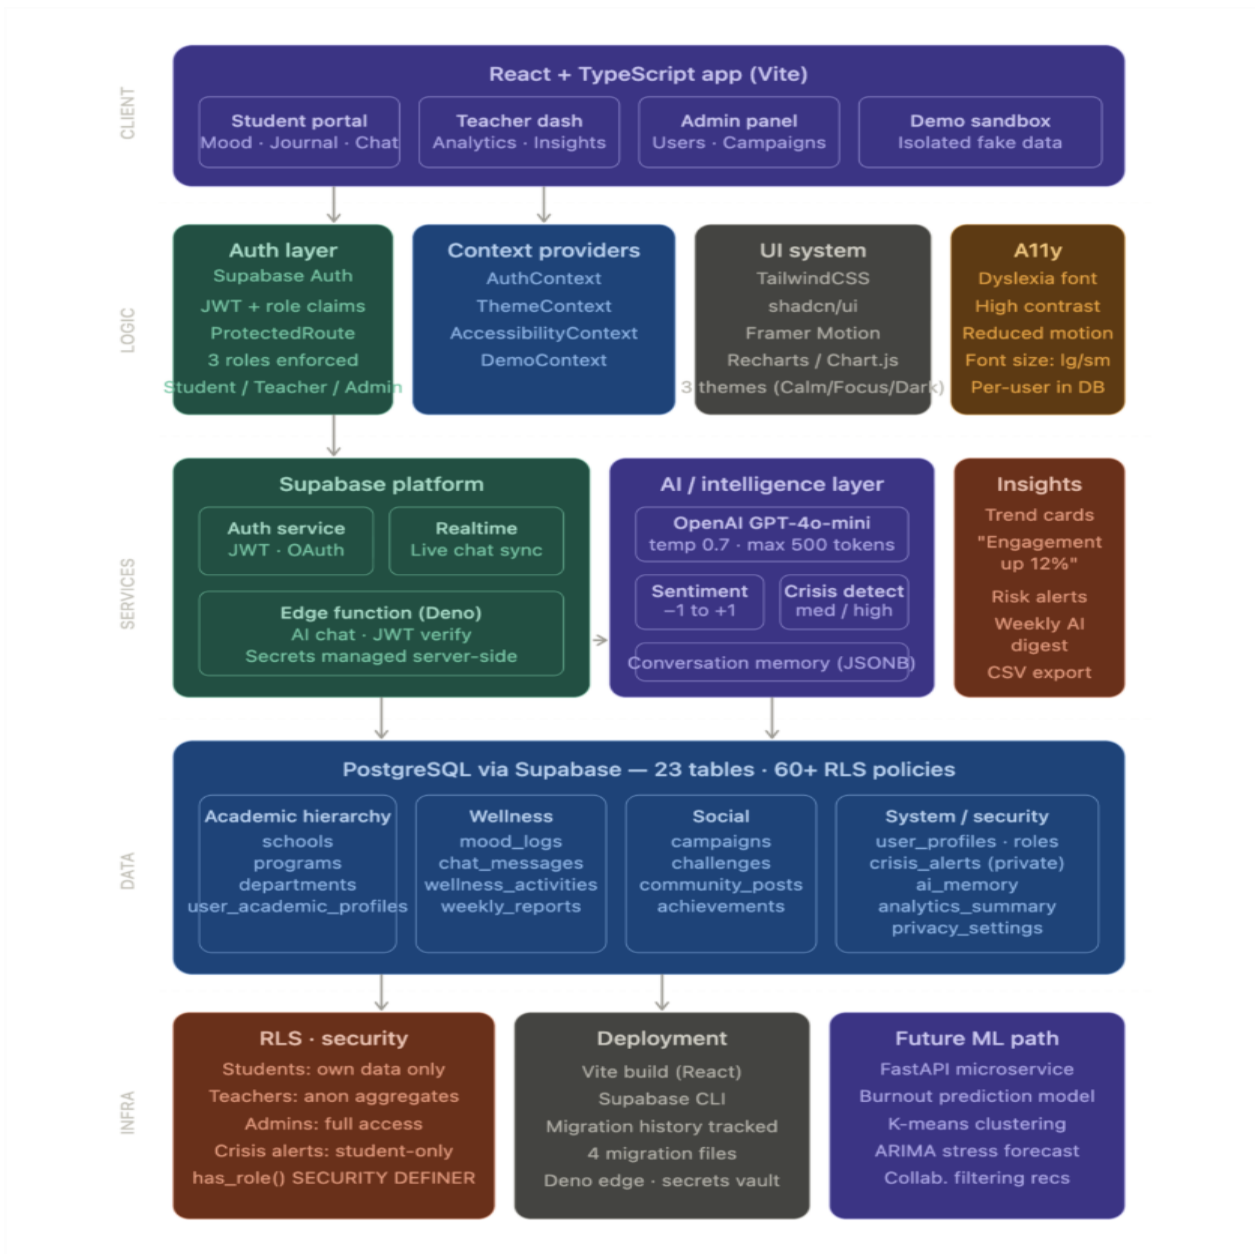 CLIENT
React + TypeScript app (Vite)
Student portal
Mood · Journal · Chat
Teacher dash
Analytics · Insights
Admin panel
Users · Campaigns
Demo sandbox
Isolated fake data
LOGIC
Auth layer
Supabase Auth
JWT + role claims
ProtectedRoute
3 roles enforced
Student / Teacher / Admin
Context providers
AuthContext
ThemeContext
AccessibilityContext
DemoContext
UI system
TailwindCSS
shadcn/ui
Framer Motion
Recharts / Chart.js
3 themes (Calm/Focus/Dark)
A11y
Dyslexia font
High contrast
Reduced motion
Font size: lg/sm
Per-user in DB
SERVICES
Supabase platform
Auth service
JWT · OAuth
Realtime
Live chat sync
Edge function (Deno)
AI chat · JWT verify
Secrets managed server-side
AI / intelligence layer
OpenAI GPT-4o-mini
temp 0.7 · max 500 tokens
Sentiment
−1 to +1
Crisis detect
med / high
Conversation memory (JSONB)
Insights
Trend cards
"Engagement
up 12%"
Risk alerts
Weekly AI
digest
CSV export
DATA
PostgreSQL via Supabase — 23 tables · 60+ RLS policies
Academic hierarchy
schools
programs
departments
user_academic_profiles
Wellness
mood_logs
chat_messages
wellness_activities
weekly_reports
Social
campaigns
challenges
community_posts
achievements
System / security
user_profiles · roles
crisis_alerts (private)
ai_memory
analytics_summary
privacy_settings
INFRA
RLS · security
Students: own data only
Teachers: anon aggregates
Admins: full access
Crisis alerts: student-only
has_role() SECURITY DEFINER
Deployment
Vite build (React)
Supabase CLI
Migration history tracked
4 migration files
Deno edge · secrets vault
Future ML path
FastAPI microservice
Burnout prediction model
K-means clustering
ARIMA stress forecast
Collab. filtering recs